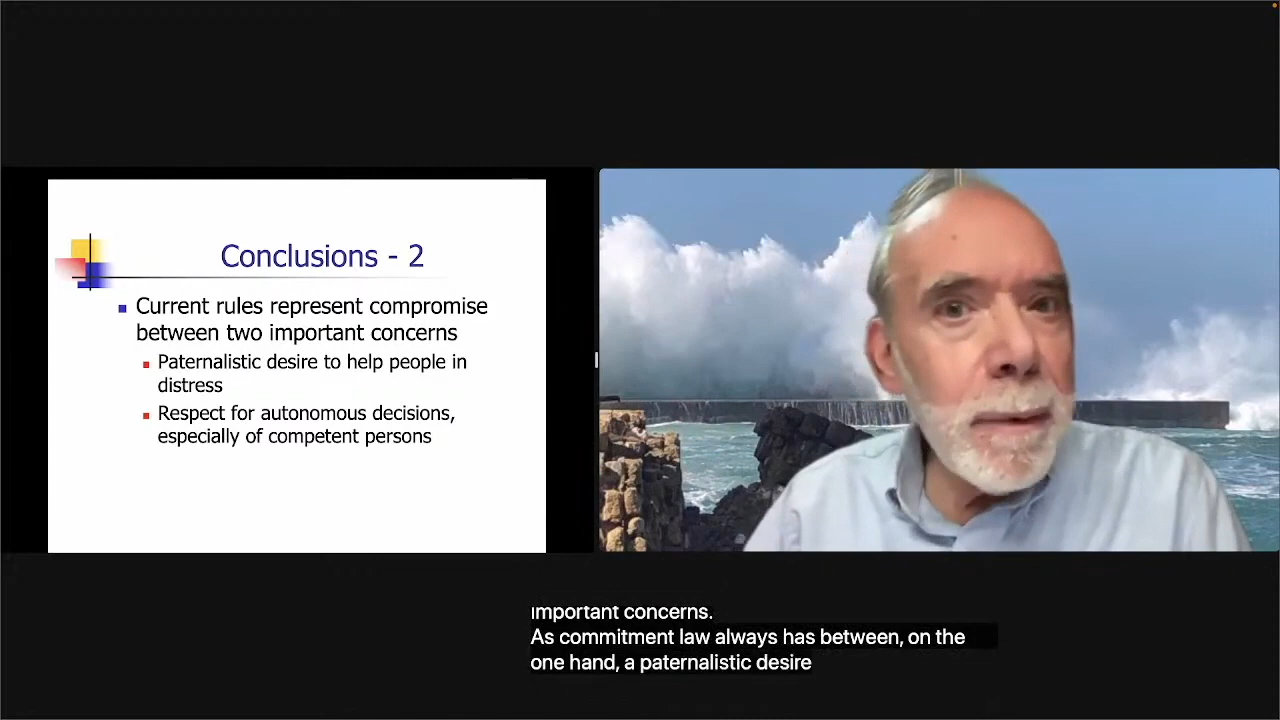 Conclusions - 2
Current rules represent compromise
between two important concerns
Paternalistic desire to help people in
distress
Respect for autonomous decisions,
especially of competent persons
important concerns.
As commitment law always has between, on the
one hand, a paternalistic desire